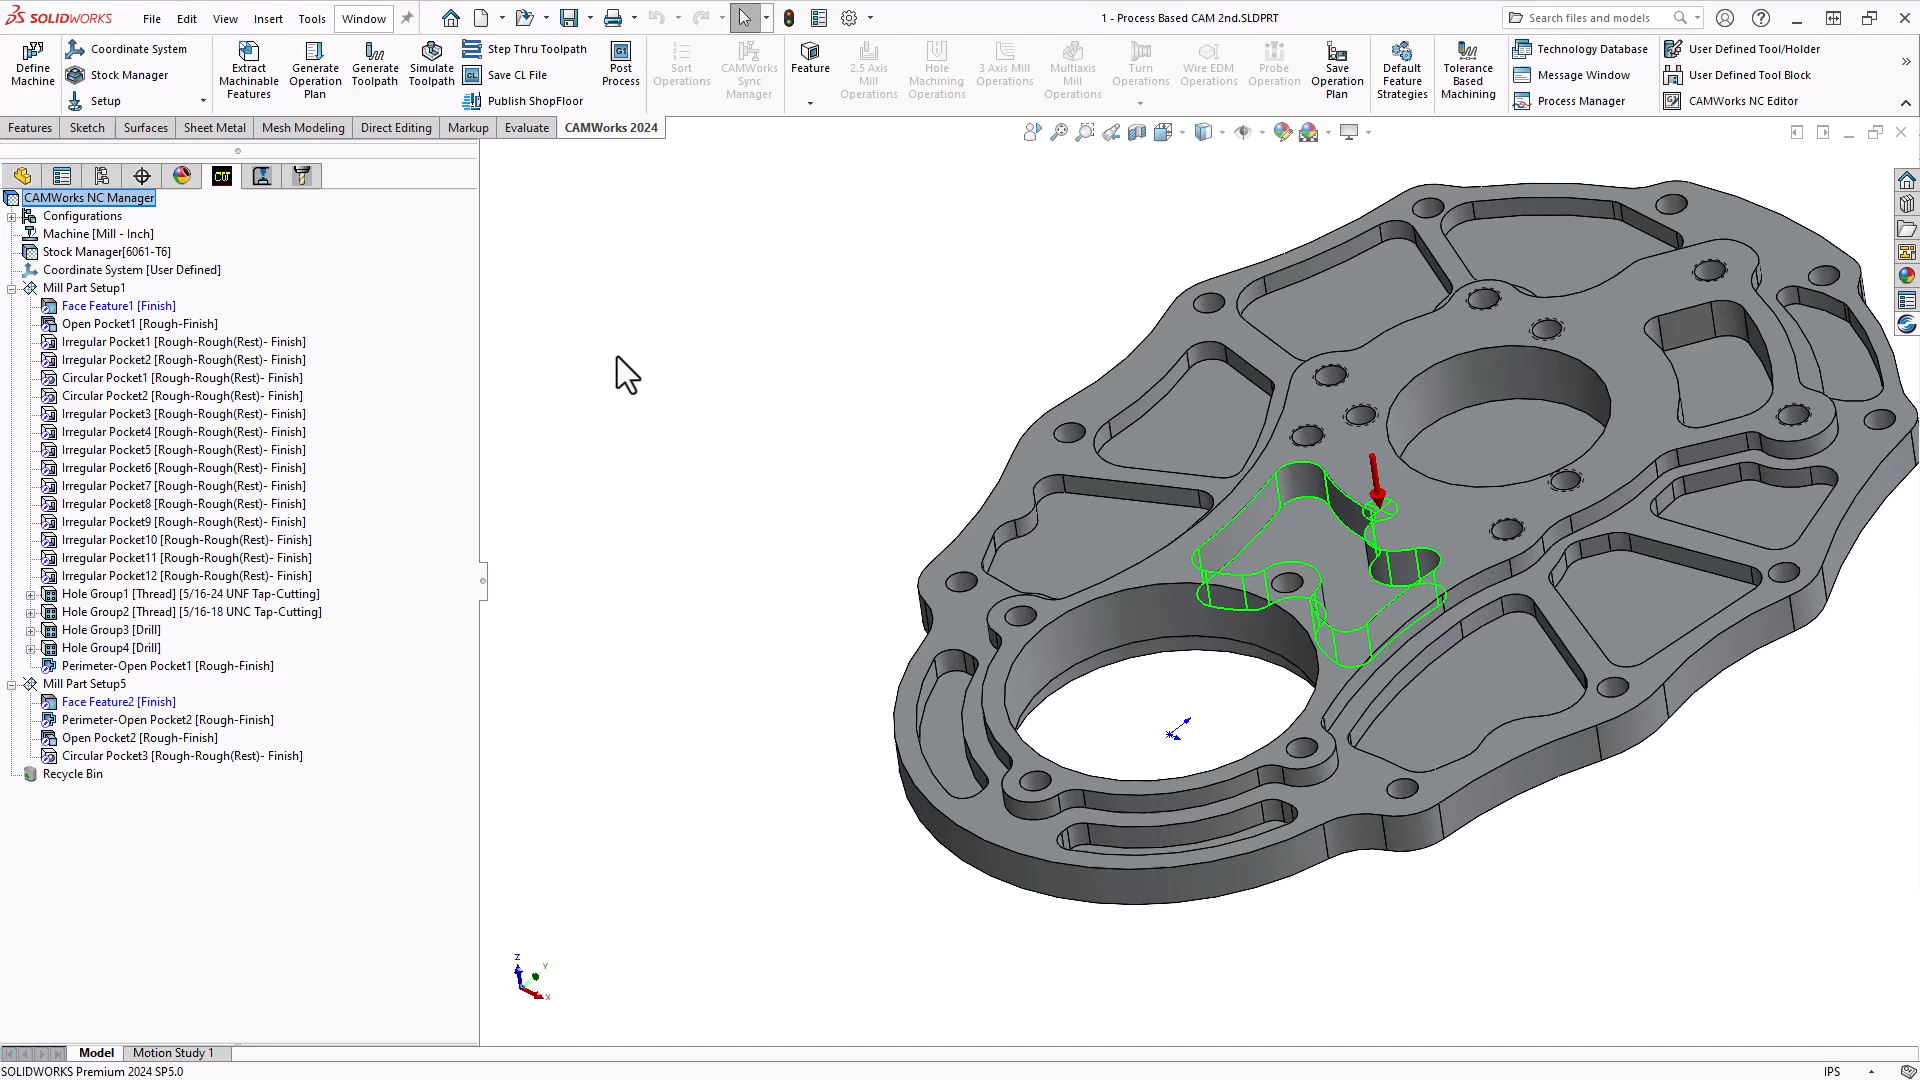 SOLIDWORKS File Edit View Insert Tools Window 1 - Process Based CAM 2nd.SLDPRT Search files and models
Define Machine
Coordinate System
Stock Manager
Setup
Extract Machinable Features
Generate Operation Plan
Generate Toolpath
Simulate Toolpath
Step Thru Toolpath
Save CL File
Publish ShopFloor
Post Process
Sort Operations
CAMWorks Sync Manager
Feature
2.5 Axis Mill Operations
Hole Machining Operations
3 Axis Mill Operations
Multiaxis Mill Operations
Turn Operations
Wire EDM Operations
Probe Operation
Save Operation Plan
Default Feature Strategies
Tolerance Based Machining
Technology Database
Message Window
Process Manager
User Defined Tool/Holder
User Defined Tool Block
CAMWorks NC Editor
Features Sketch Surfaces Sheet Metal Mesh Modeling Direct Editing Markup Evaluate CAMWorks 2024
CAMWorks NC Manager
Configurations
Machine [Mill - Inch]
Stock Manager[6061-T6]
Coordinate System [User Defined]
Mill Part Setup1
Face Feature1 [Finish]
Open Pocket1 [Rough-Finish]
Irregular Pocket1 [Rough-Rough(Rest)- Finish]
Irregular Pocket2 [Rough-Rough(Rest)- Finish]
Circular Pocket1 [Rough-Rough(Rest)- Finish]
Circular Pocket2 [Rough-Rough(Rest)- Finish]
Irregular Pocket3 [Rough-Rough(Rest)- Finish]
Irregular Pocket4 [Rough-Rough(Rest)- Finish]
Irregular Pocket5 [Rough-Rough(Rest)- Finish]
Irregular Pocket6 [Rough-Rough(Rest)- Finish]
Irregular Pocket7 [Rough-Rough(Rest)- Finish]
Irregular Pocket8 [Rough-Rough(Rest)- Finish]
Irregular Pocket9 [Rough-Rough(Rest)- Finish]
Irregular Pocket10 [Rough-Rough(Rest)- Finish]
Irregular Pocket11 [Rough-Rough(Rest)- Finish]
Irregular Pocket12 [Rough-Rough(Rest)- Finish]
Hole Group1 [Thread] [5/16-24 UNF Tap-Cutting]
Hole Group2 [Thread] [5/16-18 UNC Tap-Cutting]
Hole Group3 [Drill]
Hole Group4 [Drill]
Perimeter-Open Pocket1 [Rough-Finish]
Mill Part Setup5
Face Feature2 [Finish]
Perimeter-Open Pocket2 [Rough-Finish]
Open Pocket2 [Rough-Finish]
Circular Pocket3 [Rough-Rough(Rest)- Finish]
Recycle Bin
Z
Y
X
Model Motion Study 1
SOLIDWORKS Premium 2024 SP5.0 IPS